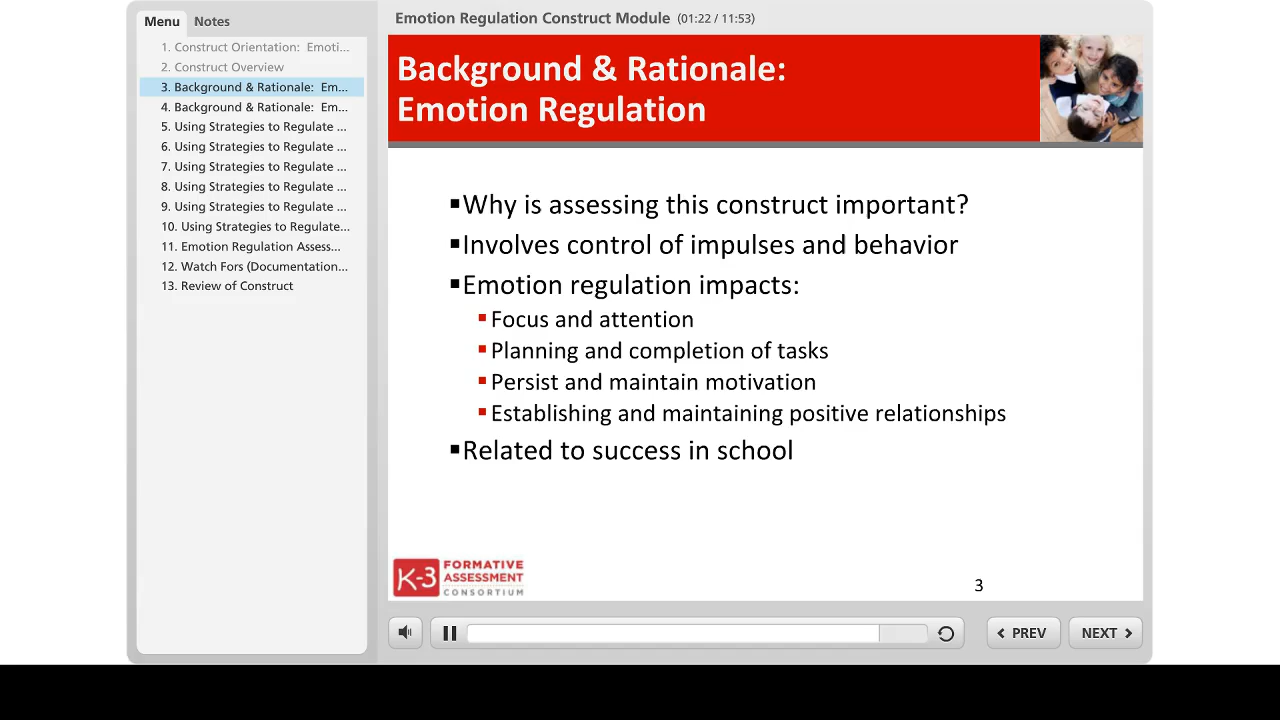 Menu
Notes
Emotion Regulation Construct Module (01:22 / 11:53)
1. Construct Orientation: Emoti...
2. Construct Overview
3. Background & Rationale: Em...
4. Background & Rationale: Em...
5. Using Strategies to Regulate ...
6. Using Strategies to Regulate ...
7. Using Strategies to Regulate ...
8. Using Strategies to Regulate ...
9. Using Strategies to Regulate ...
10. Using Strategies to Regulate...
11. Emotion Regulation Assess...
12. Watch Fors (Documentation...
13. Review of Construct
Background & Rationale:
Emotion Regulation
▪Why is assessing this construct important?
▪Involves control of impulses and behavior
▪Emotion regulation impacts:
▪Focus and attention
▪Planning and completion of tasks
▪Persist and maintain motivation
▪Establishing and maintaining positive relationships
▪Related to success in school
K-3 FORMATIVE
ASSESSMENT
CONSORTIUM
3
PREV
NEXT